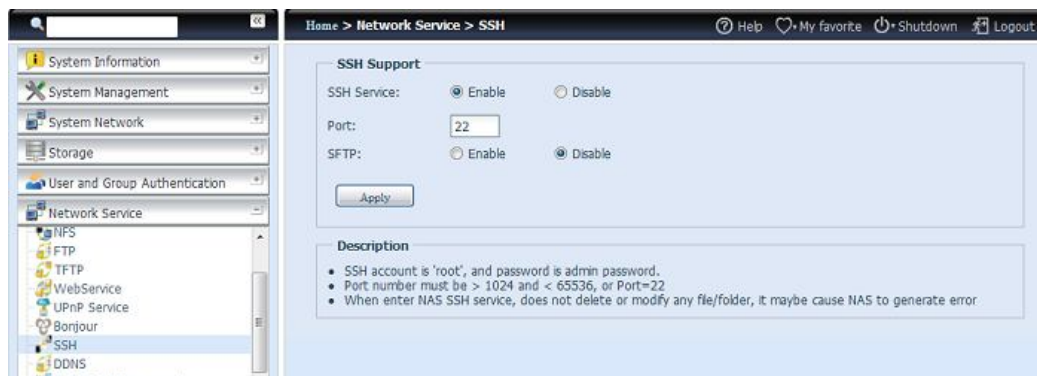 Home > Network Service > SSH
Help
My favorite
Shutdown
Logout
System Information
System Management
System Network
Storage
User and Group Authentication
Network Service
NFS
FTP
TFTP
WebService
UPnP Service
Bonjour
SSH
DDNS
SSH Support
SSH Service: Enable Disable
Port: 22
SFTP: Enable Disable
Apply
Description
• SSH account is 'root', and password is admin password.
• Port number must be > 1024 and < 65536, or Port=22
• When enter NAS SSH service, does not delete or modify any file/folder, it maybe cause NAS to generate error